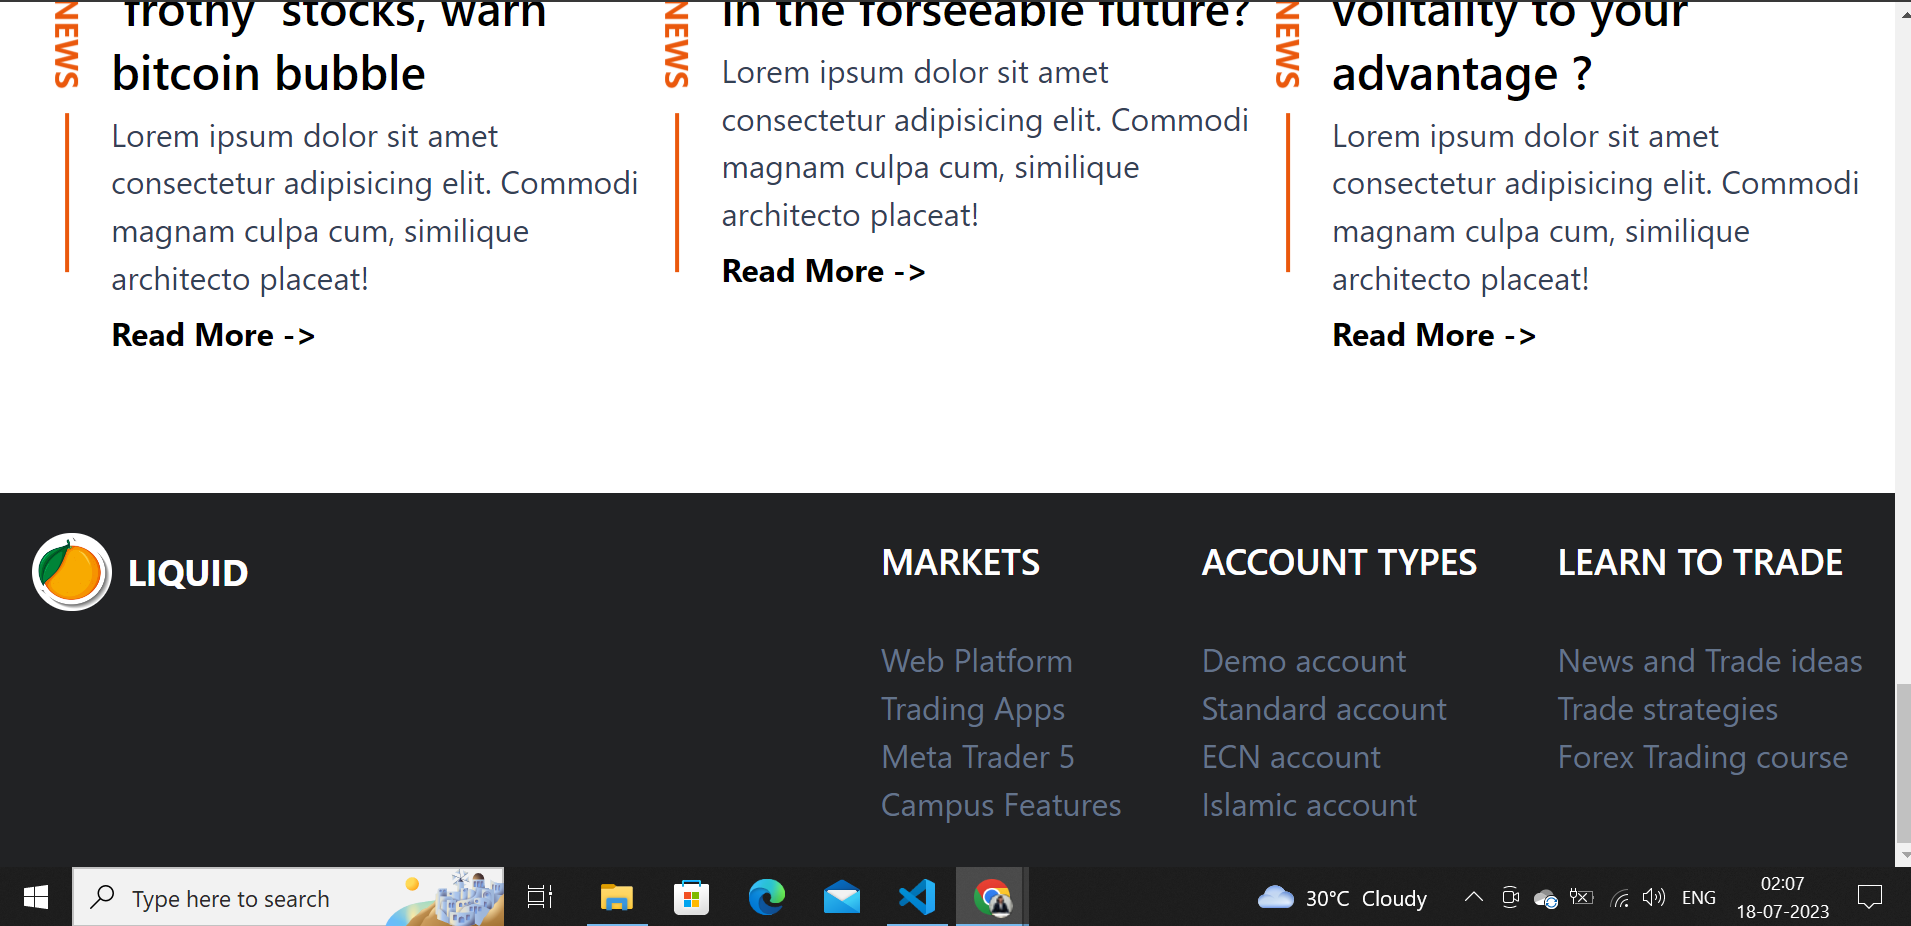 NEWS
'frothy' stocks, warn
bitcoin bubble
Lorem ipsum dolor sit amet
consectetur adipisicing elit. Commodi
magnam culpa cum, similique
architecto placeat!
Read More ->
NEWS
in the forseeable future?
Lorem ipsum dolor sit amet
consectetur adipisicing elit. Commodi
magnam culpa cum, similique
architecto placeat!
Read More ->
NEWS
volitality to your
advantage ?
Lorem ipsum dolor sit amet
consectetur adipisicing elit. Commodi
magnam culpa cum, similique
architecto placeat!
Read More ->
LIQUID
MARKETS
Web Platform
Trading Apps
Meta Trader 5
Campus Features
ACCOUNT TYPES
Demo account
Standard account
ECN account
Islamic account
LEARN TO TRADE
News and Trade ideas
Trade strategies
Forex Trading course
Type here to search
30°C Cloudy
ENG
02:07
18-07-2023